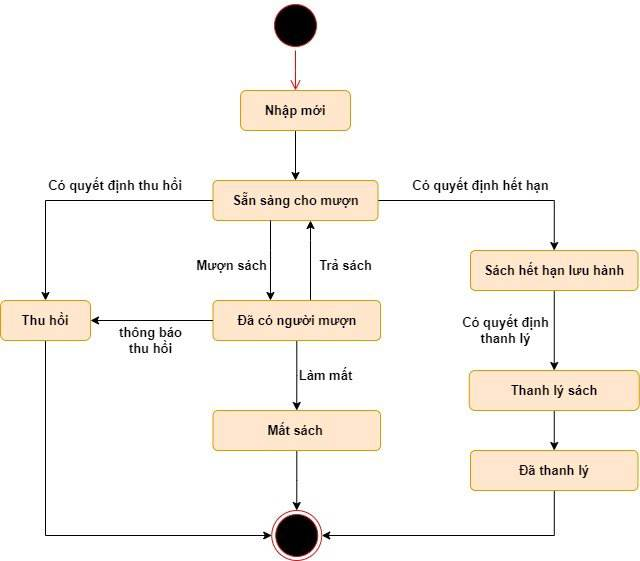 Nhập mới
Có quyết định thu hồi
Sẵn sàng cho mượn
Có quyết định hết hạn
Mượn sách
Trả sách
Sách hết hạn lưu hành
Thu hồi
thông báo
thu hồi
Đã có người mượn
Có quyết định
thanh lý
Làm mất
Thanh lý sách
Mất sách
Đã thanh lý